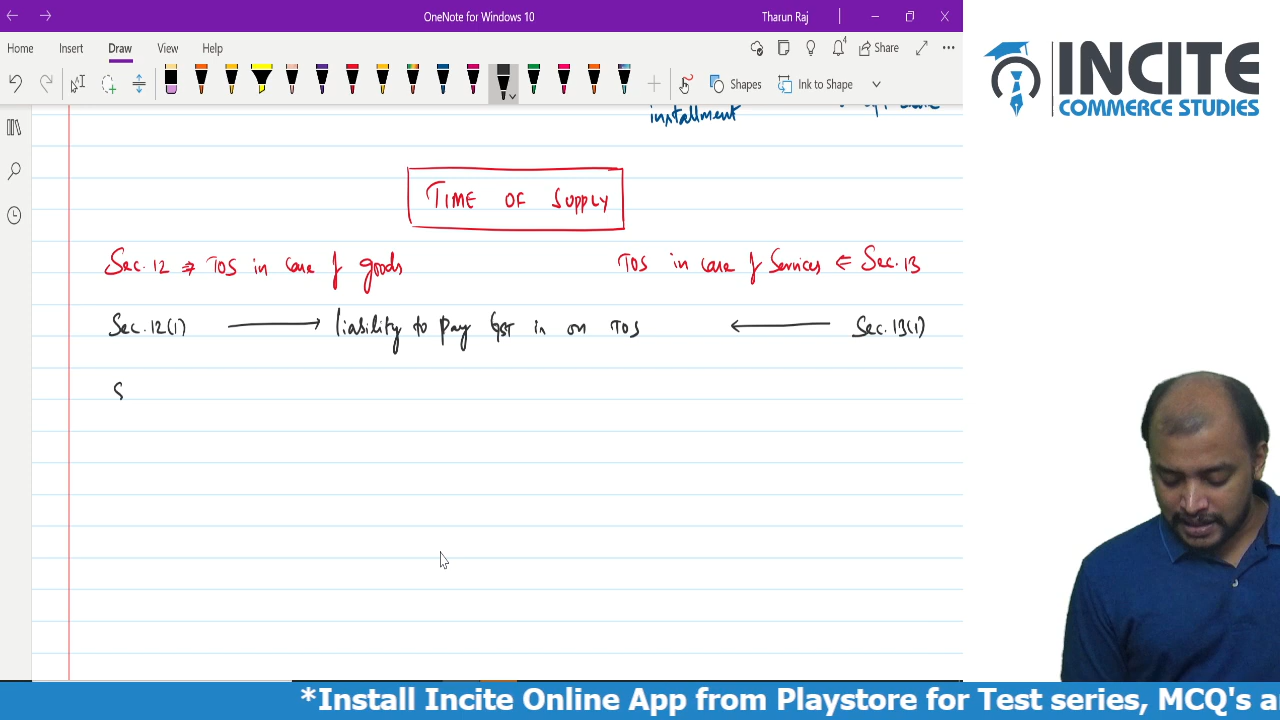 OneNote for Windows 10
Tharun Raj
Home Insert Draw View Help
4
Share
Shapes
Ink to Shape
INCITE
COMMERCE STUDIES
installment
TIME OF SUPPLY
Sec. 12 ⇒ TOS in case of goods
TOS in case of Services ⇐ Sec. 13
Sec. 12(1) → liability to pay GST in on TOS ← Sec. 13(1)
S
*Install Incite Online App from Playstore for Test series, MCQ's a